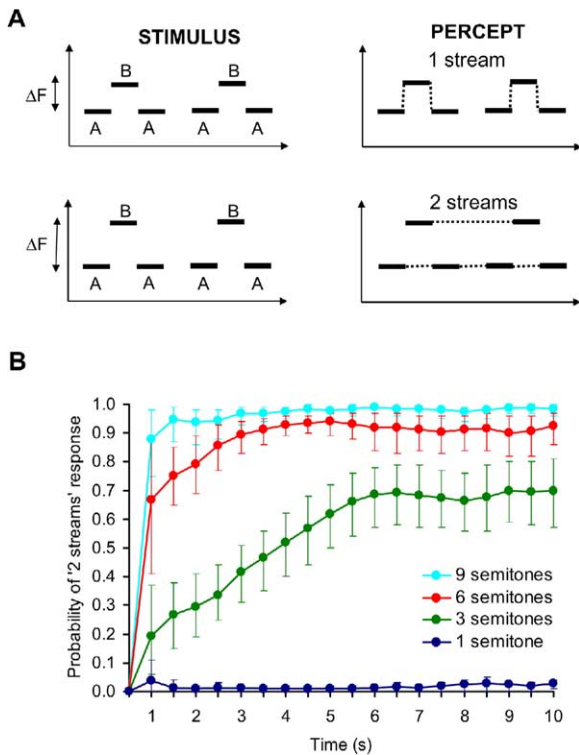 A
STIMULUS
PERCEPT
1 stream
B B
ΔF
A A A A
2 streams
B B
ΔF
A A A A
B
Probability of '2 streams' response
1.0
0.9
0.8
0.7
0.6
0.5
0.4
0.3
0.2
0.1
0.0
9 semitones
6 semitones
3 semitones
1 semitone
1 2 3 4 5 6 7 8 9 10
Time (s)